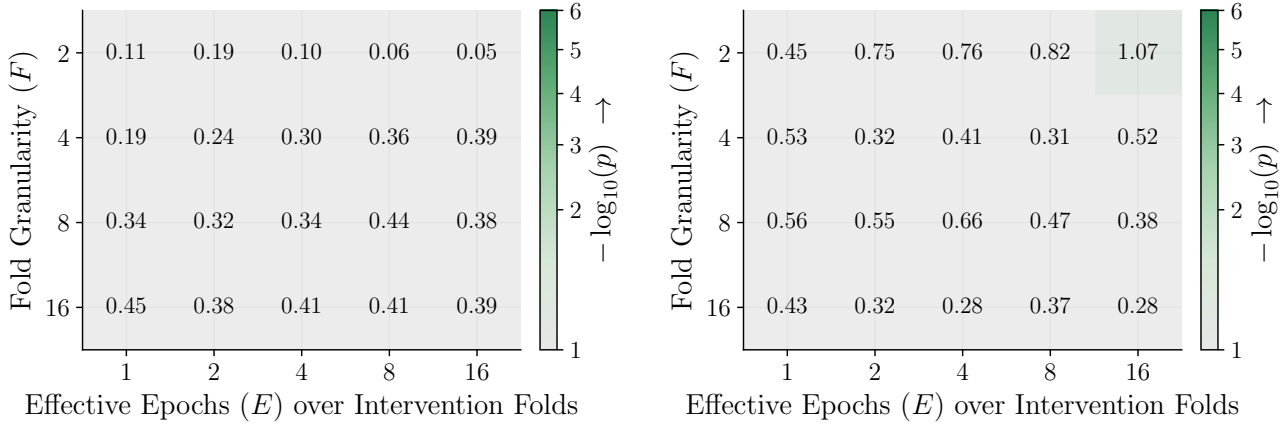 Fold Granularity (F)
2 0.11 0.19 0.10 0.06 0.05
4 0.19 0.24 0.30 0.36 0.39
8 0.34 0.32 0.34 0.44 0.38
16 0.45 0.38 0.41 0.41 0.39
1 2 4 8 16
Effective Epochs (E) over Intervention Folds
6
5
4
3
2
1
− log₁₀(p) →
Fold Granularity (F)
2 0.45 0.75 0.76 0.82 1.07
4 0.53 0.32 0.41 0.31 0.52
8 0.56 0.55 0.66 0.47 0.38
16 0.43 0.32 0.28 0.37 0.28
1 2 4 8 16
Effective Epochs (E) over Intervention Folds
6
5
4
3
2
1
− log₁₀(p) →